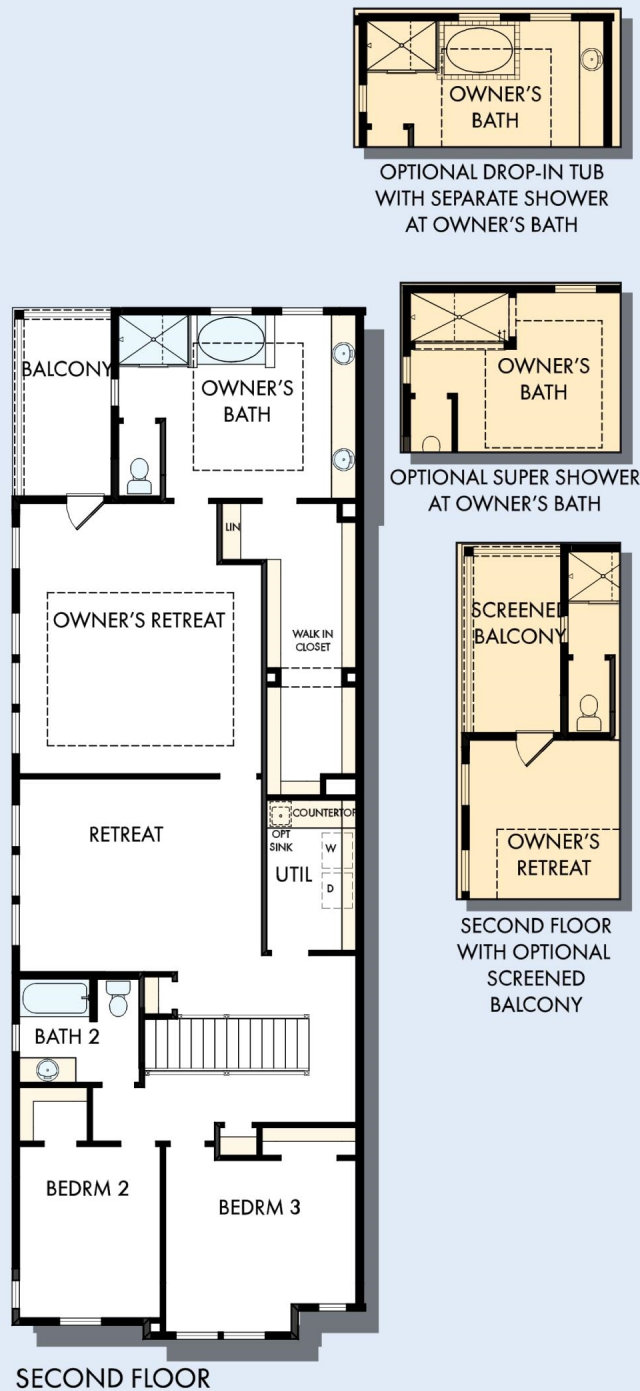 OWNER'S
BATH
OPTIONAL DROP-IN TUB
WITH SEPARATE SHOWER
AT OWNER'S BATH
BALCONY
OWNER'S
BATH
OWNER'S
BATH
OPTIONAL SUPER SHOWER
AT OWNER'S BATH
LIN
OWNER'S RETREAT
WALK IN
CLOSET
SCREENED
BALCONY
OWNER'S
RETREAT
SECOND FLOOR
WITH OPTIONAL
SCREENED
BALCONY
RETREAT
COUNTERTOP
OPT
SINK
W
UTIL
D
BATH 2
BEDRM 2
BEDRM 3
SECOND FLOOR